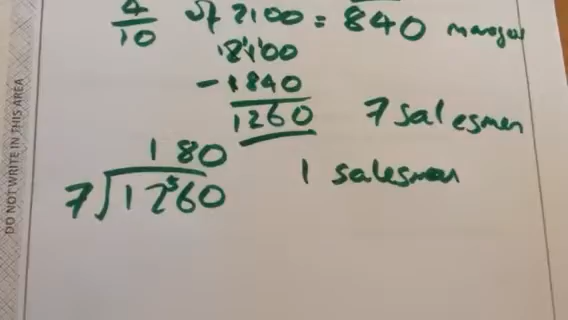 4/10 of 2100 = 840
2100
- 840
1260 7 salesmen
180 1 salesman
7)1260
DO NOT WRITE IN THIS AREA